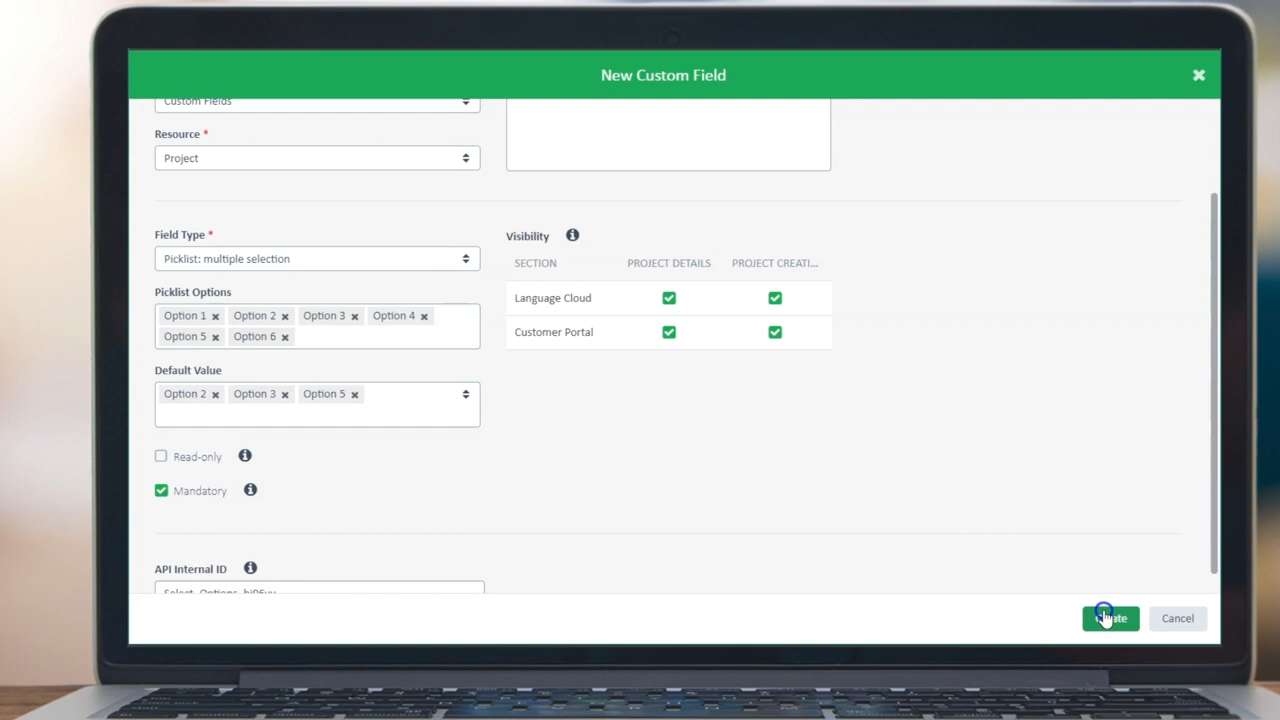 New Custom Field
Custom Fields
Resource *
Project
Field Type *
Picklist: multiple selection
Visibility
SECTION PROJECT DETAILS PROJECT CREATI...
Language Cloud
Customer Portal
Picklist Options
Option 1 Option 2 Option 3 Option 4
Option 5 Option 6
Default Value
Option 2 Option 3 Option 5
Read-only
Mandatory
API Internal ID
Cancel